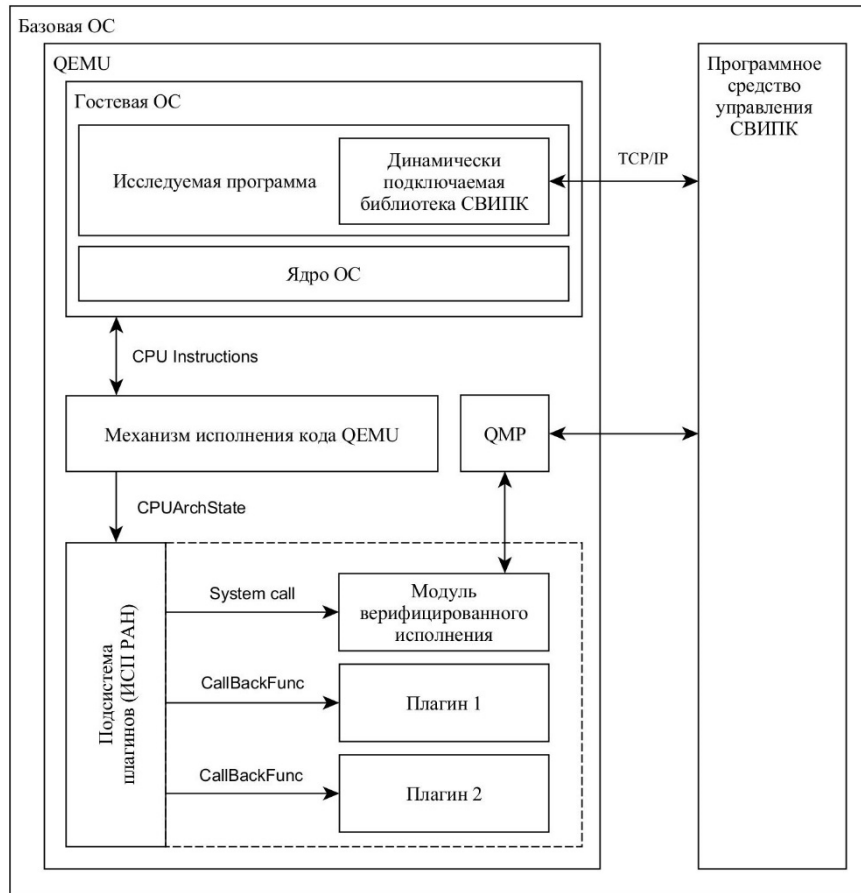 Базовая ОС
QEMU
Гостевая ОС
Исследуемая программа
Динамически
подключаемая
библиотека СВИПК
Ядро ОС
TCP/IP
Программное
средство
управления
СВИПК
CPU Instructions
Механизм исполнения кода QEMU
QMP
CPUArchState
Подсистема
плагинов (ИСП РАН)
System call
Модуль
верифицированного
исполнения
CallBackFunc
Плагин 1
CallBackFunc
Плагин 2